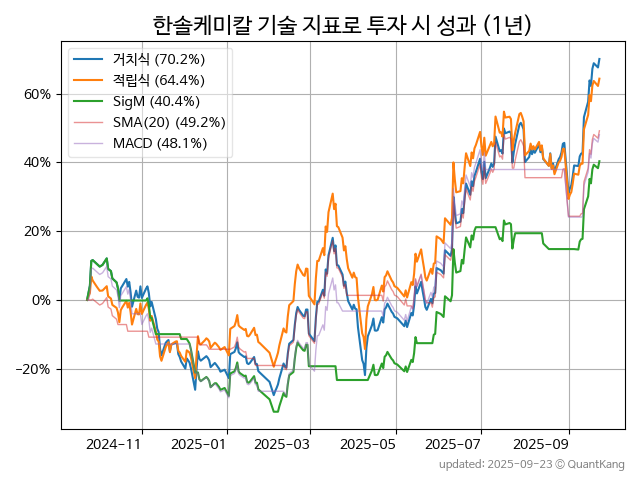 한솔케미칼 기술 지표로 투자 시 성과 (1년)
거치식 (70.2%)
적립식 (64.4%)
SigM (40.4%)
SMA(20) (49.2%)
MACD (48.1%)
60%
40%
20%
0%
−20%
2024-11
2025-01
2025-03
2025-05
2025-07
2025-09
updated: 2025-09-23 © QuantKang